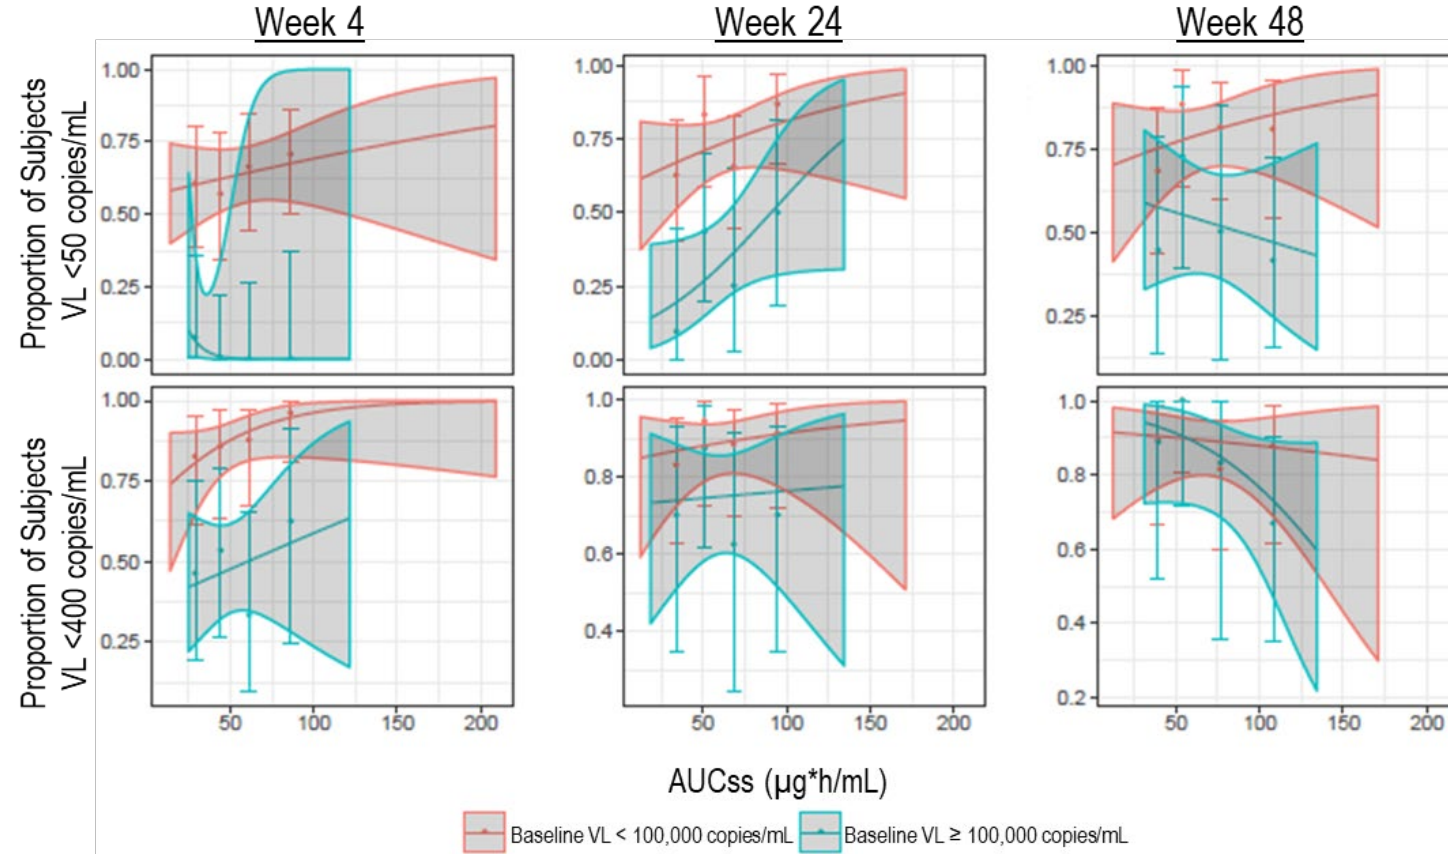 Week 4
Week 24
Week 48
Proportion of Subjects
VL <50 copies/mL
1.00
0.75
0.50
0.25
0.00
1.00
0.75
0.50
0.25
0.00
1.00
0.75
0.50
0.25
Proportion of Subjects
VL <400 copies/mL
1.00
0.75
0.50
0.25
1.0
0.8
0.6
0.4
1.0
0.8
0.6
0.4
0.2
50 100 150 200
50 100 150 200
50 100 150 200
AUCss (µg*h/mL)
Baseline VL < 100,000 copies/mL
Baseline VL ≥ 100,000 copies/mL